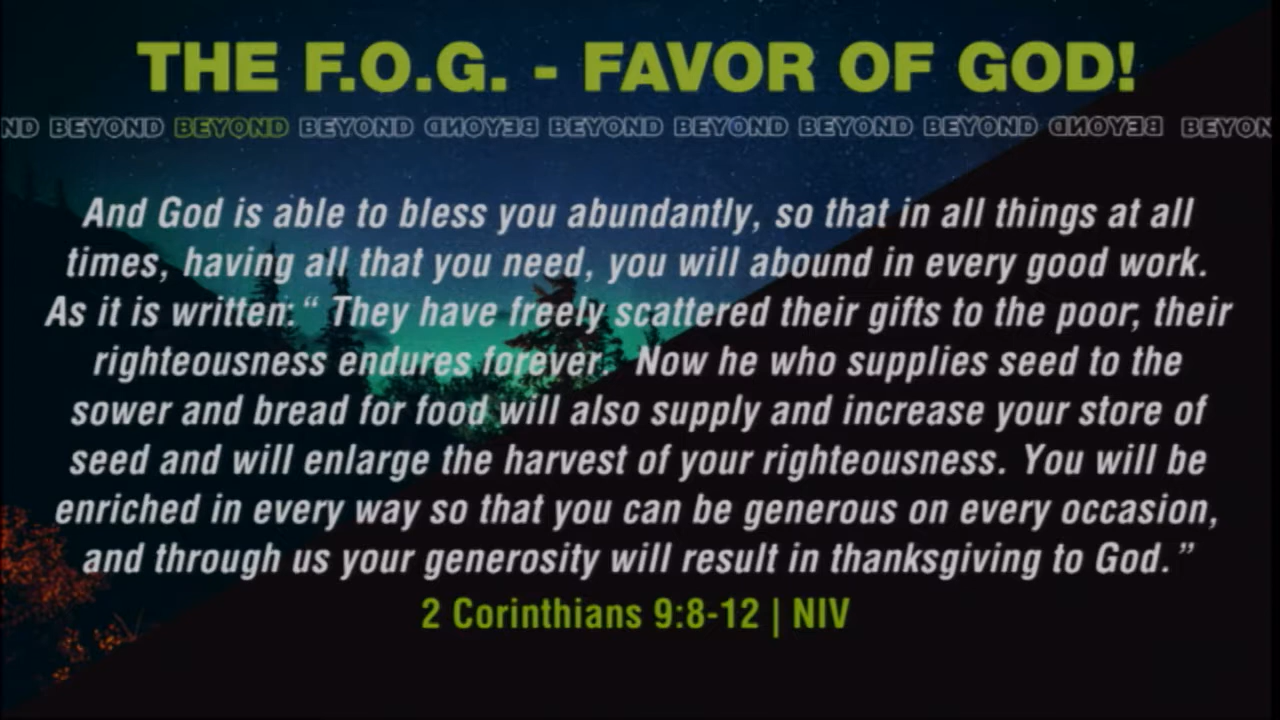 THE F.O.G. - FAVOR OF GOD!
ND BEYOND BEYOND BEYOND BEYOND BEYOND BEYOND BEYOND BEYOND BEYOND BEYON
And God is able to bless you abundantly, so that in all things at all
times, having all that you need, you will abound in every good work.
As it is written: “ They have freely scattered their gifts to the poor; their
righteousness endures forever.  Now he who supplies seed to the
sower and bread for food will also supply and increase your store of
seed and will enlarge the harvest of your righteousness. You will be
enriched in every way so that you can be generous on every occasion,
and through us your generosity will result in thanksgiving to God. ”
2 Corinthians 9:8-12 | NIV